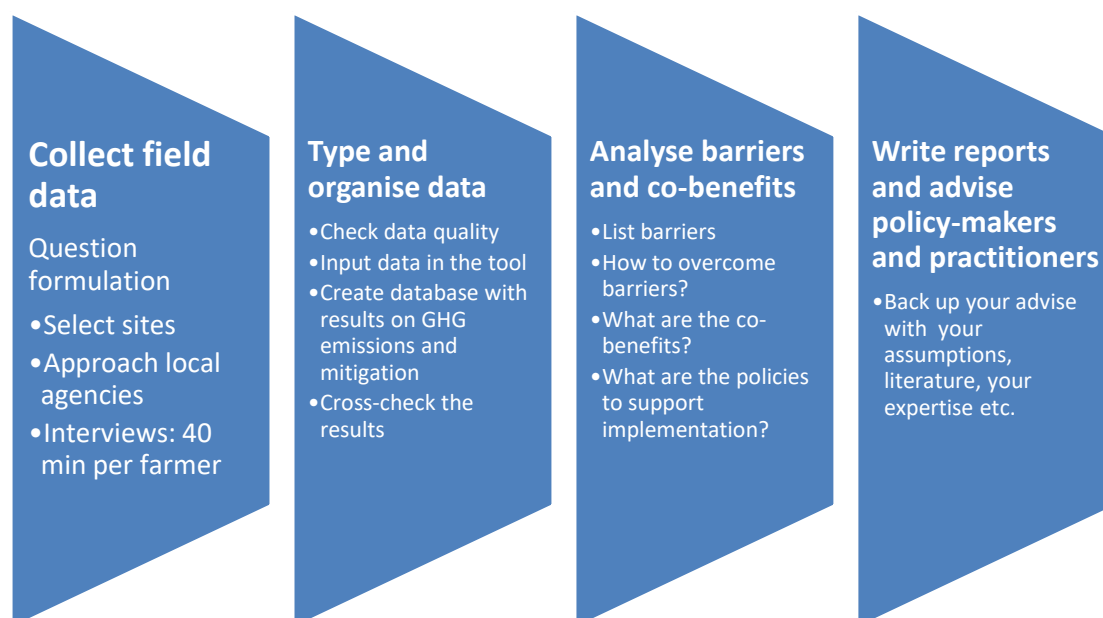 Collect field
data
Question
formulation
•Select sites
•Approach local
agencies
•Interviews: 40
min per farmer
Type and
organise data
•Check data quality
•Input data in the tool
•Create database with
results on GHG
emissions and
mitigation
•Cross-check the
results
Analyse barriers
and co-benefits
•List barriers
•How to overcome
barriers?
•What are the co-
benefits?
•What are the policies
to support
implementation?
Write reports
and advise
policy-makers
and practitioners
•Back up your advise
with your
assumptions,
literature, your
expertise etc.